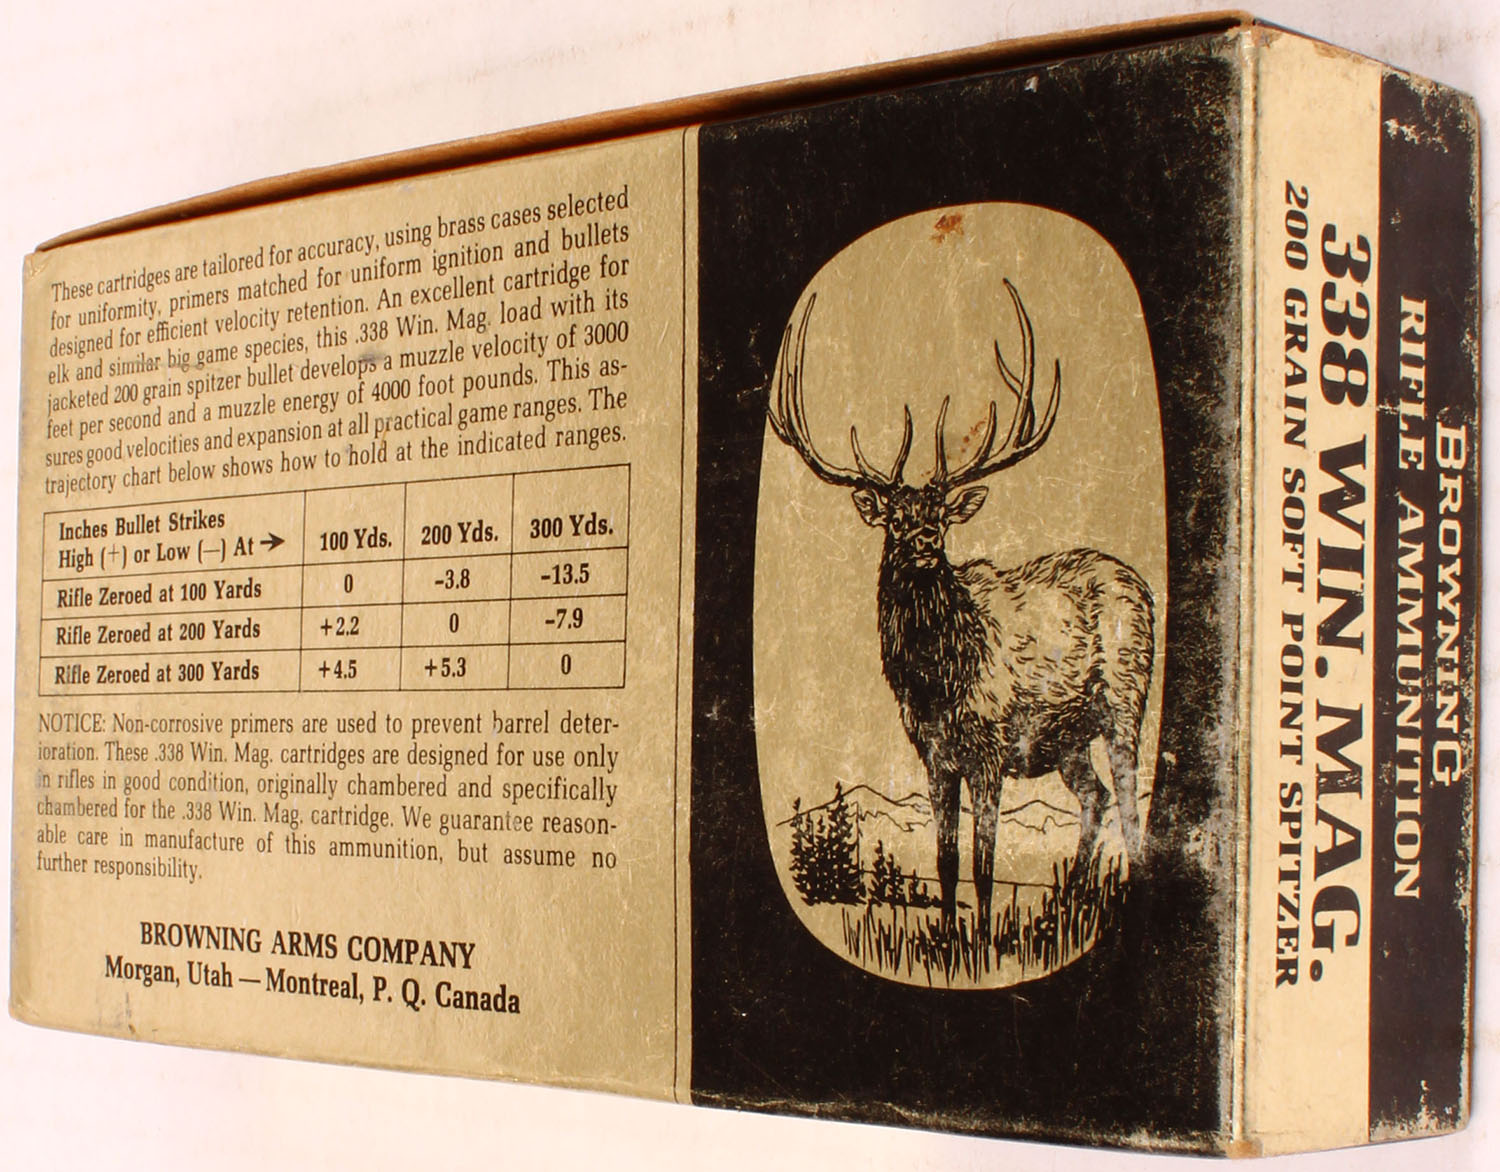 These cartridges are tailored for accuracy, using brass cases selected
for uniformity, primers matched for uniform ignition and bullets
designed for efficient velocity retention. An excellent cartridge for
elk and similar big game species, this .338 Win. Mag. load with its
jacketed 200 grain spitzer bullet develops a muzzle velocity of 3000
feet per second and a muzzle energy of 4000 foot pounds. This as-
sures good velocities and expansion at all practical game ranges. The
trajectory chart below shows how to hold at the indicated ranges.
Inches Bullet Strikes
High (+) or Low (—) At → 100 Yds. 200 Yds. 300 Yds.
Rifle Zeroed at 100 Yards 0 -3.8 -13.5
Rifle Zeroed at 200 Yards +2.2 0 -7.9
Rifle Zeroed at 300 Yards +4.5 +5.3 0
NOTICE: Non-corrosive primers are used to prevent barrel deter-
ioration. These .338 Win. Mag. cartridges are designed for use only
in rifles in good condition, originally chambered and specifically
chambered for the .338 Win. Mag. cartridge. We guarantee reason-
able care in manufacture of this ammunition, but assume no
further responsibility.
BROWNING ARMS COMPANY
Morgan, Utah — Montreal, P. Q. Canada
BROWNING
RIFLE AMMUNITION
338 WIN. MAG.
200 GRAIN SOFT POINT SPITZER